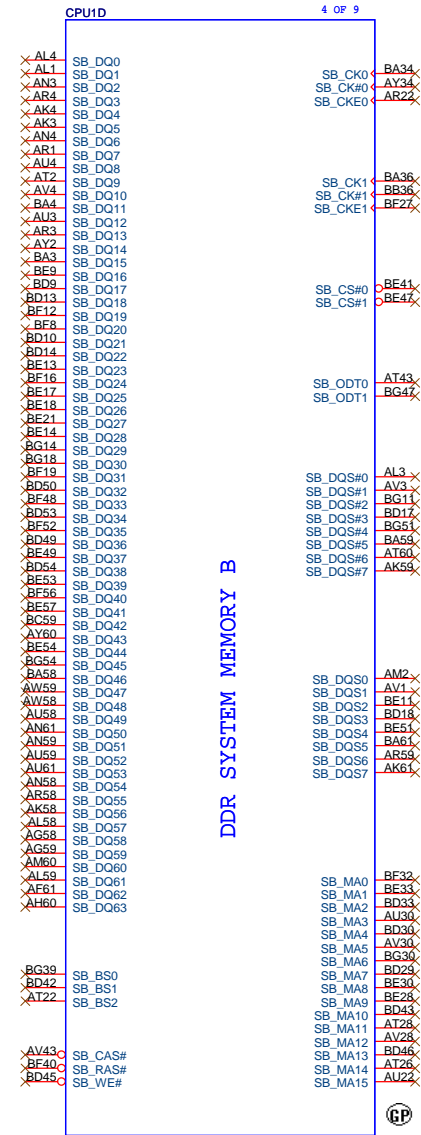 CPU1D
4 OF 9
AL4 SB_DQ0
AL1 SB_DQ1
AN3 SB_DQ2
AR4 SB_DQ3
AK4 SB_DQ4
AK3 SB_DQ5
AN4 SB_DQ6
AR1 SB_DQ7
AU4 SB_DQ8
AT2 SB_DQ9
AV4 SB_DQ10
BA4 SB_DQ11
AU3 SB_DQ12
AR3 SB_DQ13
AY2 SB_DQ14
BA3 SB_DQ15
BE9 SB_DQ16
BD9 SB_DQ17
BD13 SB_DQ18
BF12 SB_DQ19
BF8 SB_DQ20
BD10 SB_DQ21
BD14 SB_DQ22
BE13 SB_DQ23
BF16 SB_DQ24
BE17 SB_DQ25
BE18 SB_DQ26
BE21 SB_DQ27
BE14 SB_DQ28
BG14 SB_DQ29
BG18 SB_DQ30
BF19 SB_DQ31
BD50 SB_DQ32
BF48 SB_DQ33
BD53 SB_DQ34
BF52 SB_DQ35
BD49 SB_DQ36
BE49 SB_DQ37
BD54 SB_DQ38
BE53 SB_DQ39
BF56 SB_DQ40
BE57 SB_DQ41
BC59 SB_DQ42
AY60 SB_DQ43
BE54 SB_DQ44
BG54 SB_DQ45
BA58 SB_DQ46
AW59 SB_DQ47
AW58 SB_DQ48
AU58 SB_DQ49
AN61 SB_DQ50
AN59 SB_DQ51
AU59 SB_DQ52
AU61 SB_DQ53
AN58 SB_DQ54
AR58 SB_DQ55
AK58 SB_DQ56
AL58 SB_DQ57
AG58 SB_DQ58
AG59 SB_DQ59
AM60 SB_DQ60
AL59 SB_DQ61
AF61 SB_DQ62
AH60 SB_DQ63
BG39 SB_BS0
BD42 SB_BS1
AT22 SB_BS2
AV43 SB_CAS#
BF40 SB_RAS#
BD45 SB_WE#
DDR SYSTEM MEMORY B
SB_CK0 BA34
SB_CK#0 AY34
SB_CKE0 AR22
SB_CK1 BA36
SB_CK#1 BB36
SB_CKE1 BF27
SB_CS#0 BE41
SB_CS#1 BE47
SB_ODT0 AT43
SB_ODT1 BG47
SB_DQS#0 AL3
SB_DQS#1 AV3
SB_DQS#2 BG11
SB_DQS#3 BD17
SB_DQS#4 BG51
SB_DQS#5 BA59
SB_DQS#6 AT60
SB_DQS#7 AK59
SB_DQS0 AM2
SB_DQS1 AV1
SB_DQS2 BE11
SB_DQS3 BD18
SB_DQS4 BE51
SB_DQS5 BA61
SB_DQS6 AR59
SB_DQS7 AK61
SB_MA0 BF32
SB_MA1 BE33
SB_MA2 BD33
SB_MA3 AU30
SB_MA4 BD30
SB_MA5 AV30
SB_MA6 BG30
SB_MA7 BD29
SB_MA8 BE30
SB_MA9 BE28
SB_MA10 BD43
SB_MA11 AT28
SB_MA12 AV28
SB_MA13 BD46
SB_MA14 AT26
SB_MA15 AU22
GP